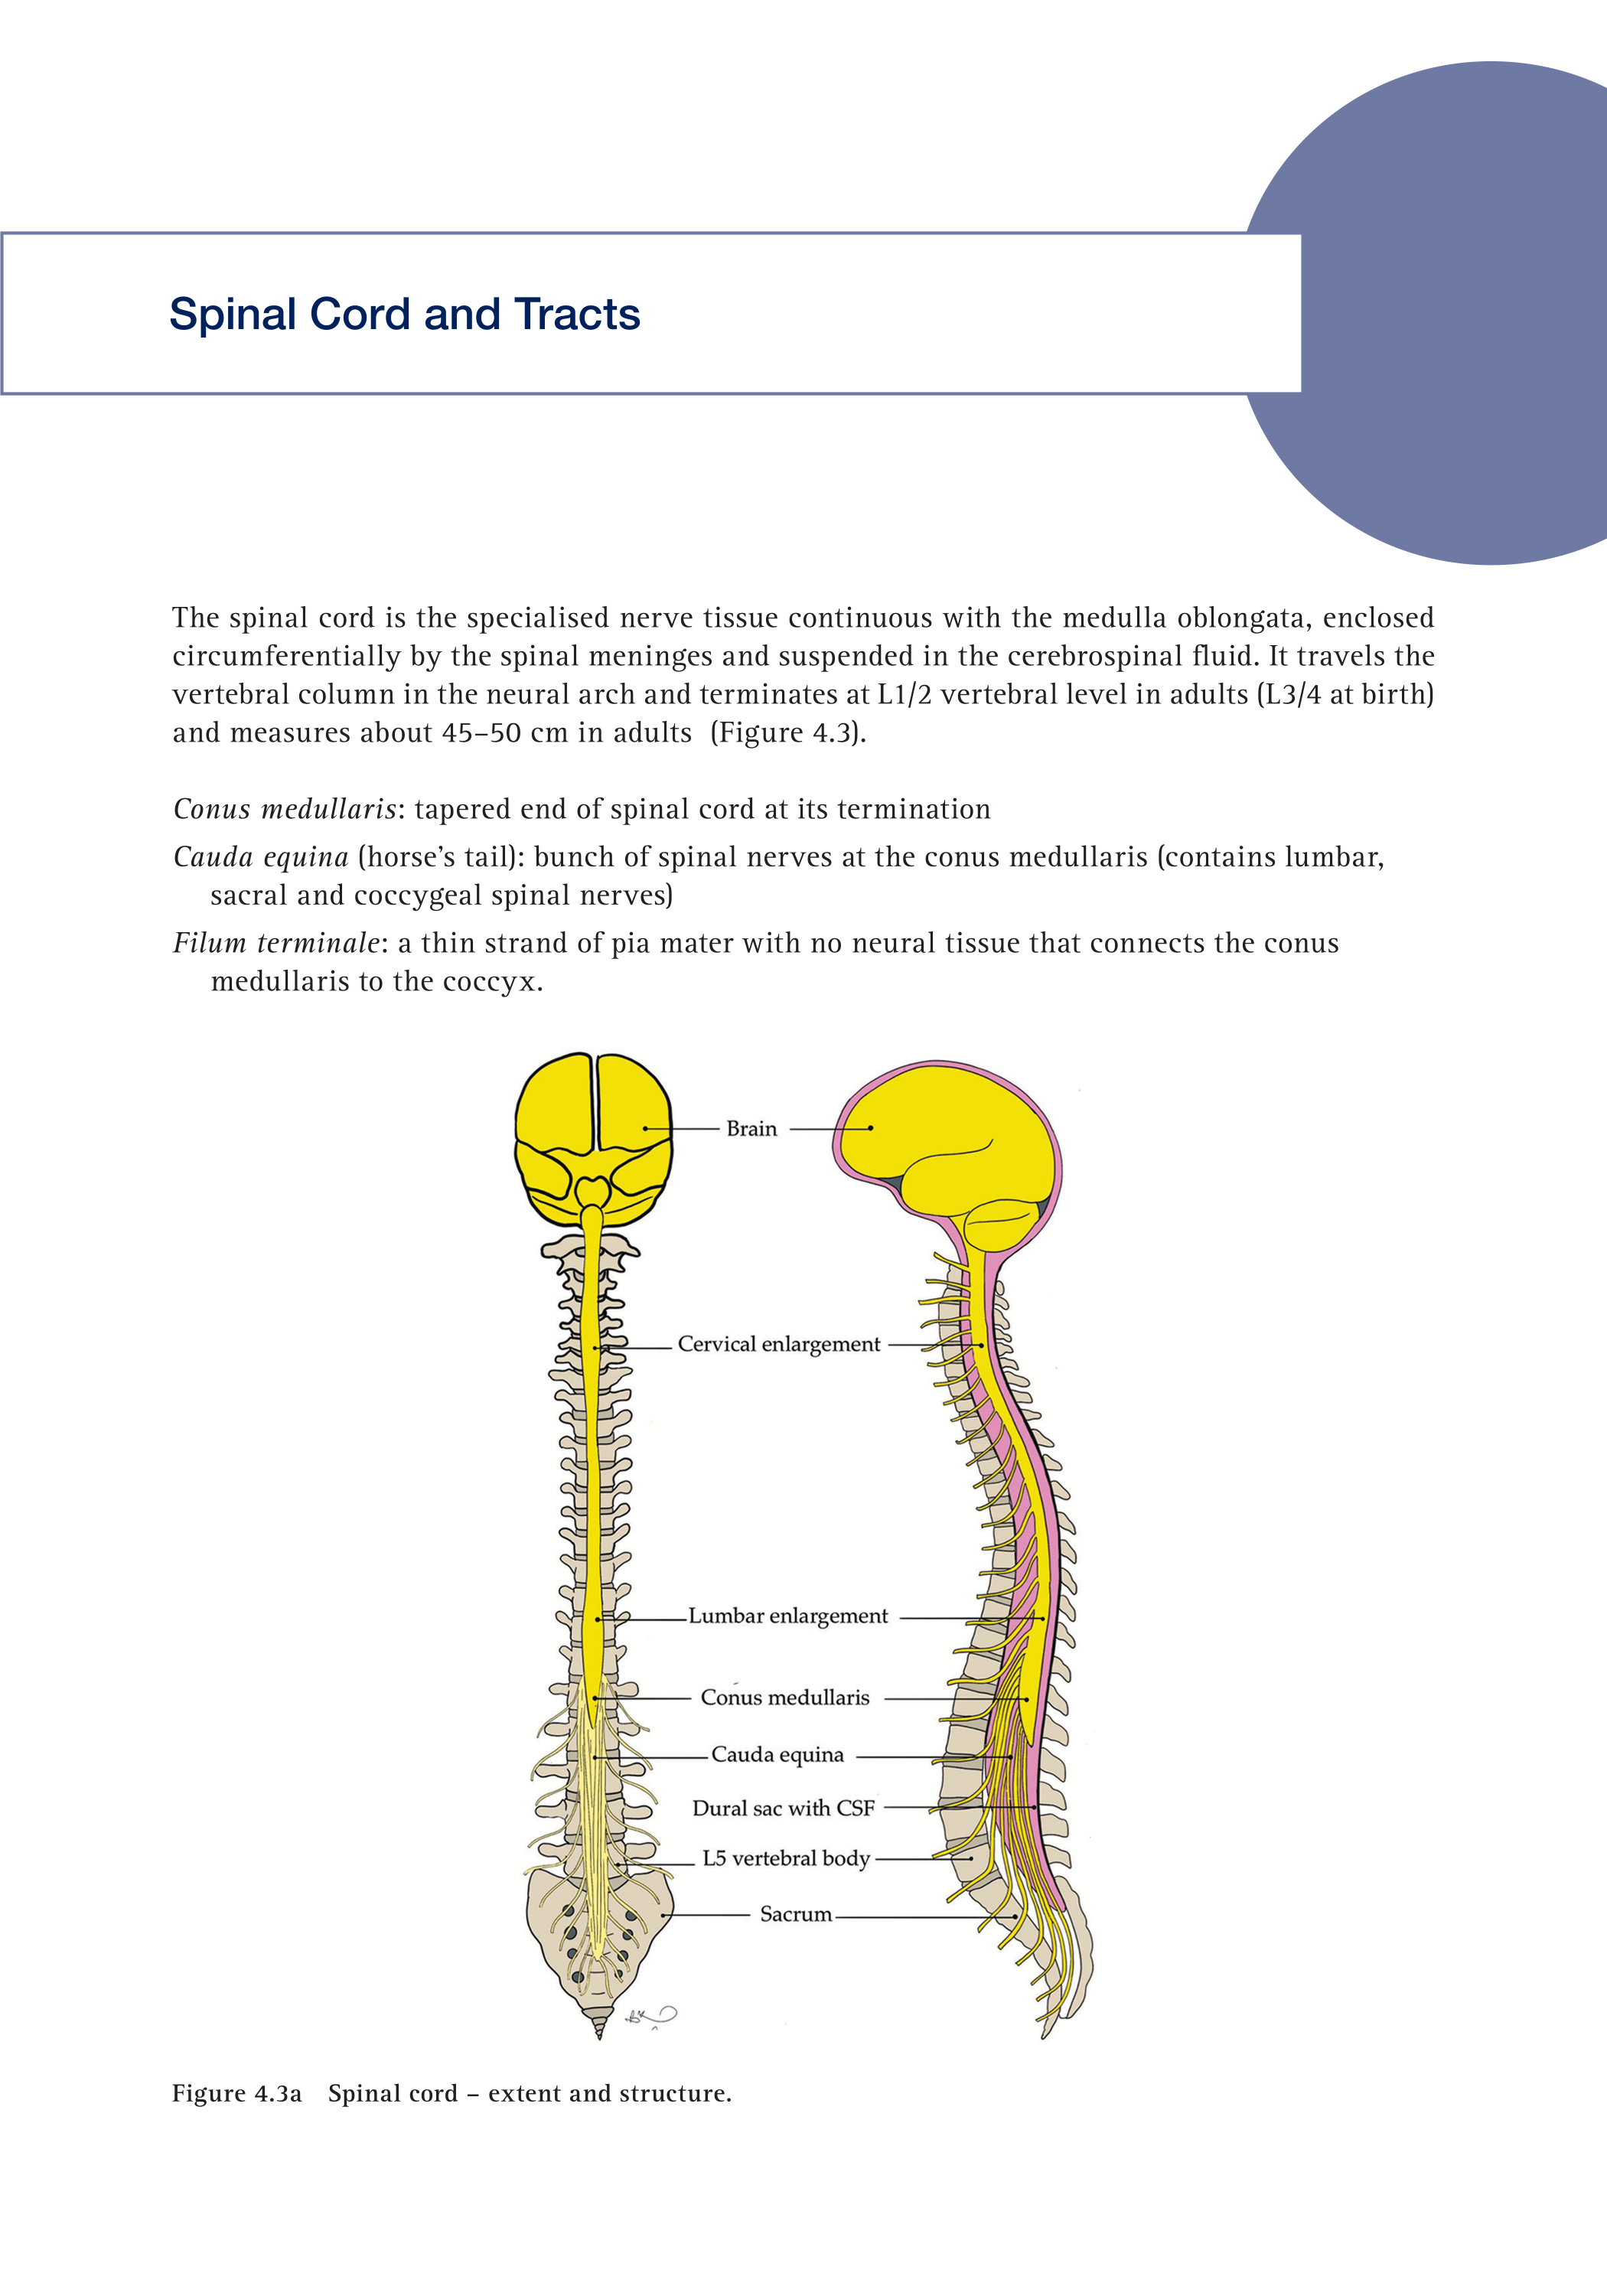 Spinal Cord and Tracts
The spinal cord is the specialised nerve tissue continuous with the medulla oblongata, enclosed
circumferentially by the spinal meninges and suspended in the cerebrospinal fluid. It travels the
vertebral column in the neural arch and terminates at L1/2 vertebral level in adults (L3/4 at birth)
and measures about 45–50 cm in adults (Figure 4.3).
Conus medullaris: tapered end of spinal cord at its termination
Cauda equina (horse's tail): bunch of spinal nerves at the conus medullaris (contains lumbar,
sacral and coccygeal spinal nerves)
Filum terminale: a thin strand of pia mater with no neural tissue that connects the conus
medullaris to the coccyx.
Brain
Cervical enlargement
Lumbar enlargement
Conus medullaris
Cauda equina
Dural sac with CSF
L5 vertebral body
Sacrum
Figure 4.3a Spinal cord – extent and structure.